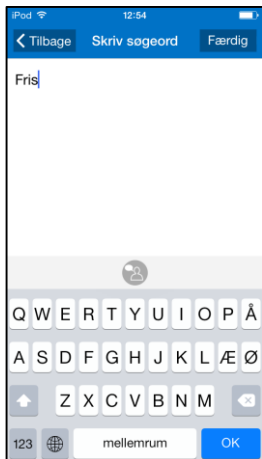 iPod 12:54
Tilbage Skriv søgeord Færdig
Fris
Q W E R T Y U I O P Å
A S D F G H J K L Æ Ø
Z X C V B N M
123 mellemrum OK